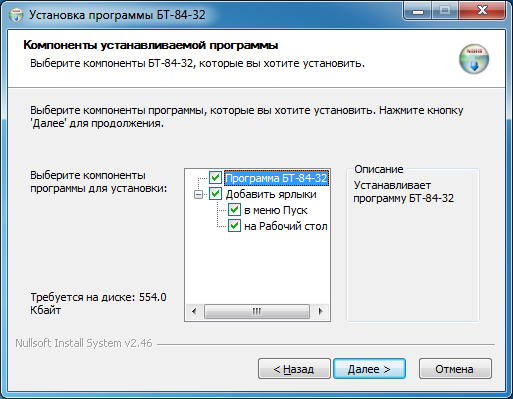 Установка программы БТ-84-32
Компоненты устанавливаемой программы
Выберите компоненты БТ-84-32, которые вы хотите установить.
Выберите компоненты программы, которые вы хотите установить. Нажмите кнопку
'Далее' для продолжения.
Выберите компоненты
программы для установки:
Программа БТ-84-32
Добавить ярлыки
в меню Пуск
на Рабочий стол
Описание
Устанавливает
программу БТ-84-32
Требуется на диске: 554.0
Кбайт
Nullsoft Install System v2.46
< Назад
Далее >
Отмена